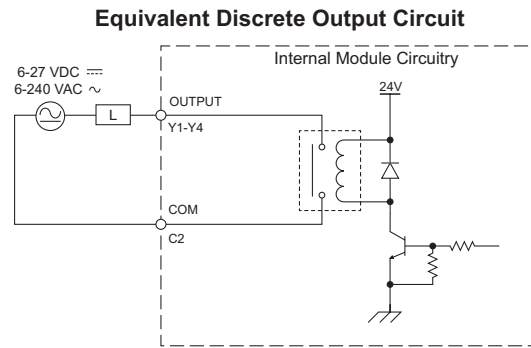 Equivalent Discrete Output Circuit
Internal Module Circuitry
6-27 VDC
6-240 VAC ~
24V
L
OUTPUT
Y1-Y4
COM
C2